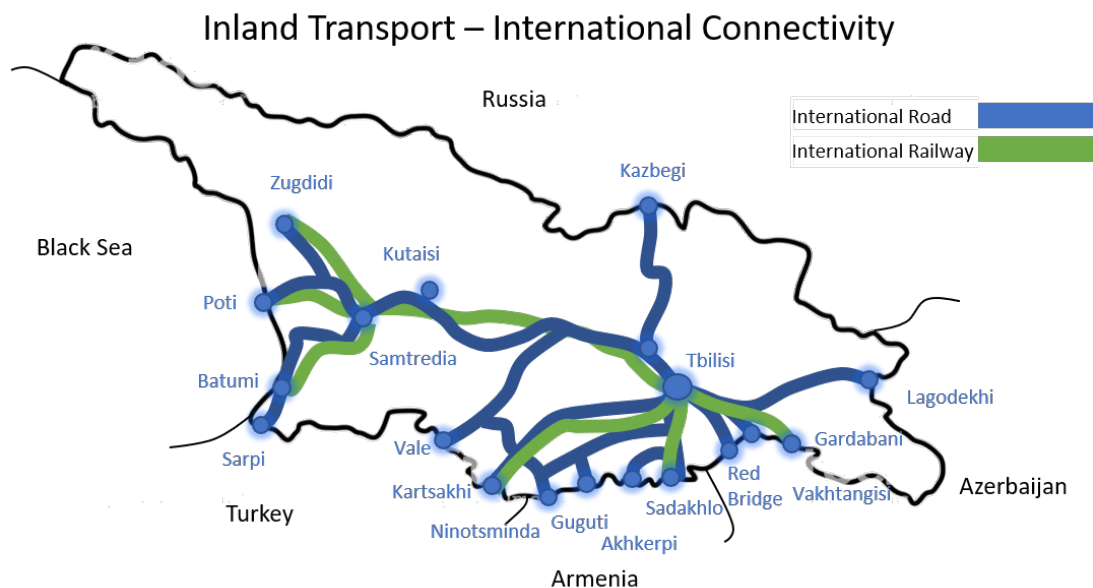 Inland Transport – International Connectivity
Russia
International Road
International Railway
Kazbegi
Zugdidi
Black Sea
Kutaisi
Poti
Samtredia
Tbilisi
Batumi
Lagodekhi
Sarpi
Vale
Gardabani
Kartsakhi
Red
Bridge
Vakhtangisi
Azerbaijan
Turkey
Ninotsminda
Guguti
Sadakhlo
Akhkerpi
Armenia